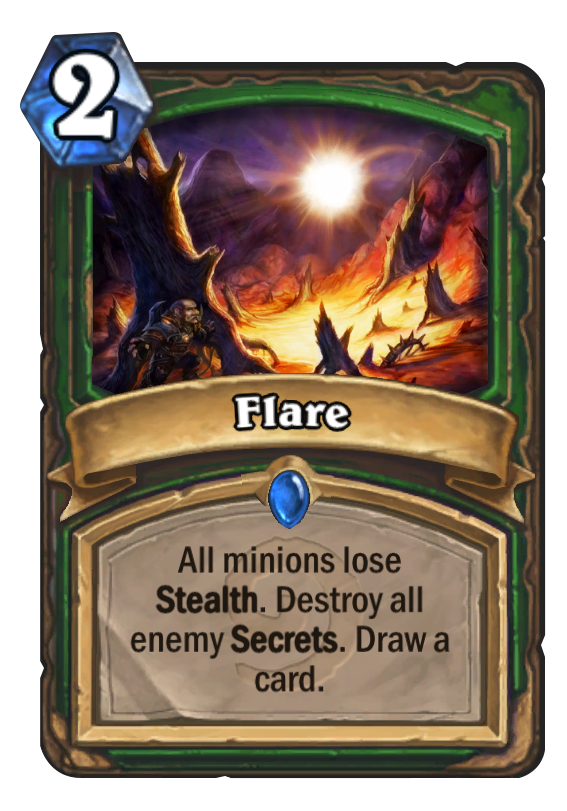 2
Flare
All minions lose
Stealth. Destroy all
enemy Secrets. Draw a
card.